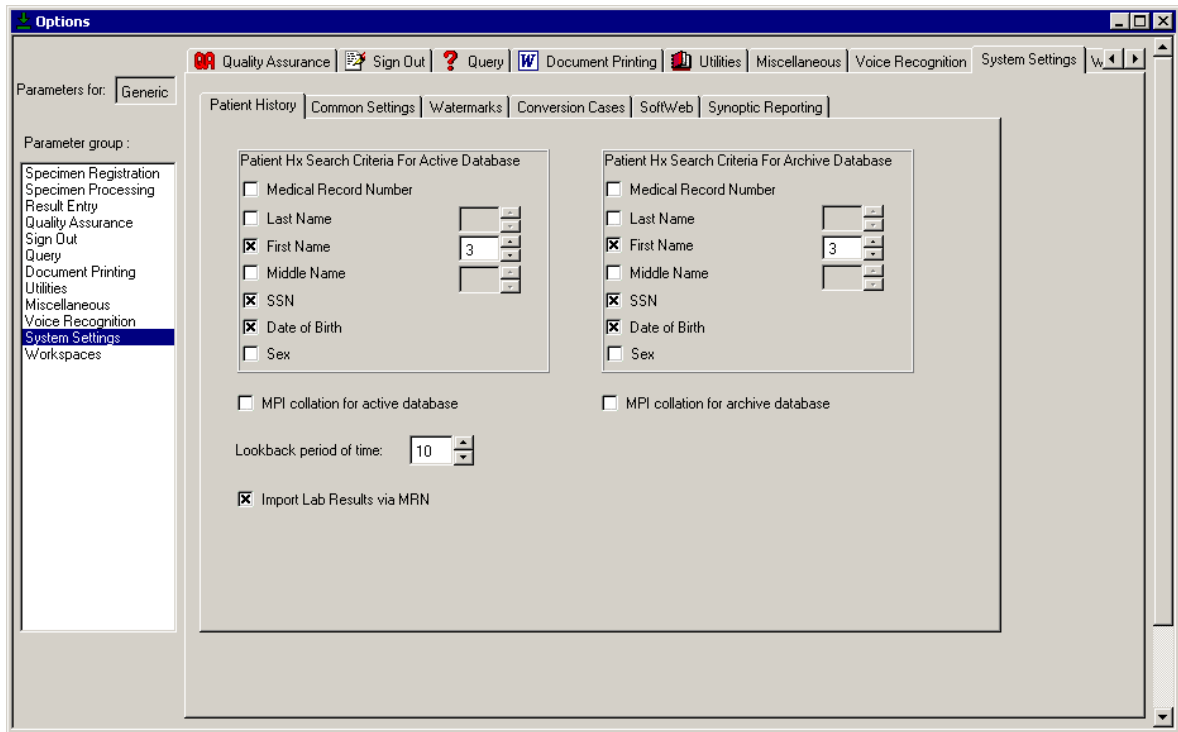 Options
Quality Assurance Sign Out Query Document Printing Utilities Miscellaneous Voice Recognition System Settings
Parameters for: Generic
Patient History Common Settings Watermarks Conversion Cases SoftWeb Synoptic Reporting
Parameter group :
Specimen Registration
Specimen Processing
Result Entry
Quality Assurance
Sign Out
Query
Document Printing
Utilities
Miscellaneous
Voice Recognition
System Settings
Workspaces
Patient Hx Search Criteria For Active Database
Medical Record Number
Last Name
First Name 3
Middle Name
SSN
Date of Birth
Sex
MPI collation for active database
Patient Hx Search Criteria For Archive Database
Medical Record Number
Last Name
First Name 3
Middle Name
SSN
Date of Birth
Sex
MPI collation for archive database
Lookback period of time: 10
Import Lab Results via MRN